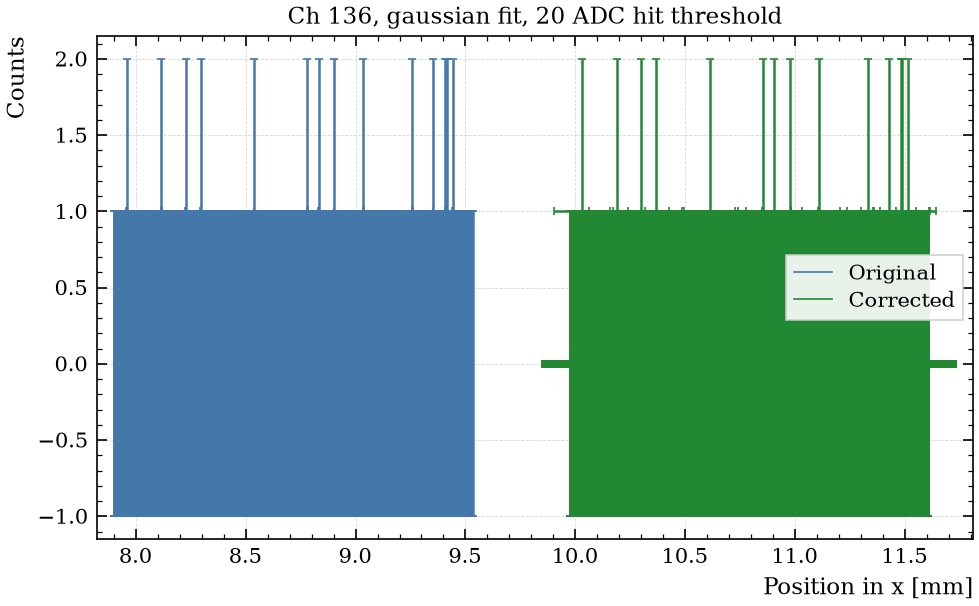 Ch 136, gaussian fit, 20 ADC hit threshold
Counts
2.0
1.5
1.0
0.5
0.0
−0.5
−1.0
Original
Corrected
8.0 8.5 9.0 9.5 10.0 10.5 11.0 11.5
Position in x [mm]